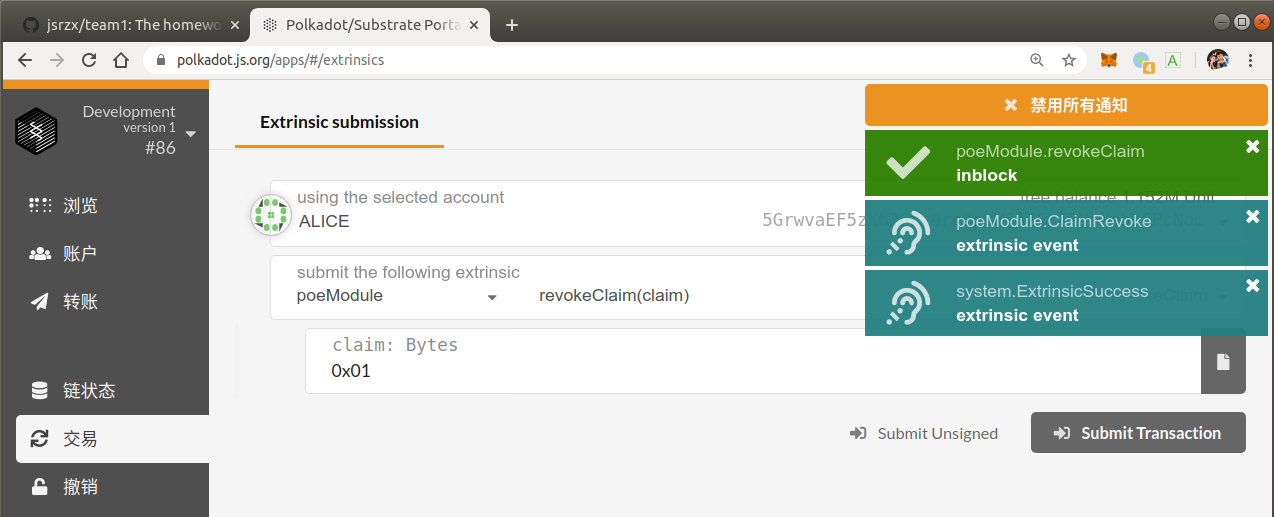 jsrzx/team1: The homewo
Polkadot/Substrate Porta
polkadot.js.org/apps/#/extrinsics
4
A
Development
version 1
#86
浏览
账户
转账
链状态
交易
撤销
Extrinsic submission
using the selected account
ALICE
5GrwvaEF5z
free balance
submit the following extrinsic
poeModule
revokeClaim(claim)
claim: Bytes
0x01
Submit Unsigned
Submit Transaction
禁用所有通知
poeModule.revokeClaim
inblock
poeModule.ClaimRevoke
extrinsic event
system.ExtrinsicSuccess
extrinsic event